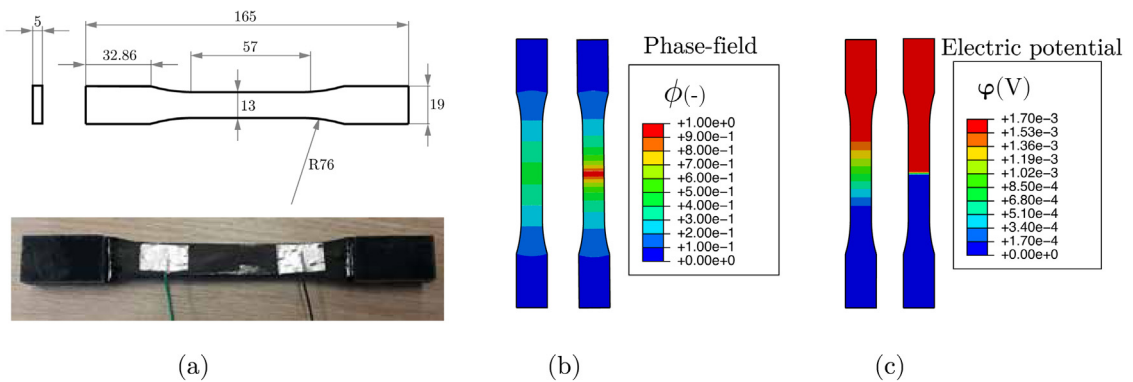 5
165
32.86
57
13
19
R76
(a)
Phase-field
ϕ(-)
+1.00e+0
+9.00e-1
+8.00e-1
+7.00e-1
+6.00e-1
+5.00e-1
+4.00e-1
+3.00e-1
+2.00e-1
+1.00e-1
+0.00e+0
(b)
Electric potential
φ(V)
+1.70e-3
+1.53e-3
+1.36e-3
+1.19e-3
+1.02e-3
+8.50e-4
+6.80e-4
+5.10e-4
+3.40e-4
+1.70e-4
+0.00e+0
(c)